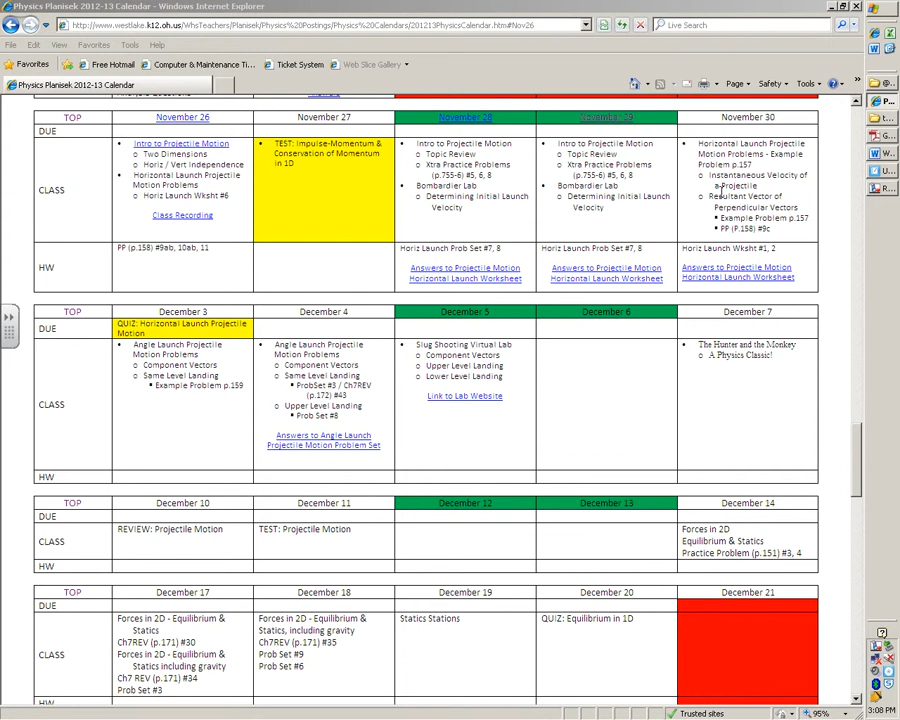 Physics Planisek 2012-13 Calendar - Windows Internet Explorer
http://www.westlake.k12.oh.us/WhsTeachers/Planisek/Physics%20Postings/Physics%20Calendars/201213PhysicsCalendar.htm#Nov26
Live Search
File Edit View Favorites Tools Help
Favorites Free Hotmail Computer & Maintenance Ti... Ticket System Web Slice Gallery
Physics Planisek 2012-13 Calendar
Page Safety Tools
TOP November 26 November 27 November 28 November 29 November 30
DUE
CLASS
Intro to Projectile Motion
Two Dimensions
Horiz / Vert Independence
Horizontal Launch Projectile
Motion Problems
Horiz Launch Wksht #6
Class Recording
TEST: Impulse-Momentum &
Conservation of Momentum
in 1D
Intro to Projectile Motion
Topic Review
Xtra Practice Problems
(p.755-6) #5, 6, 8
Bombardier Lab
Determining Initial Launch
Velocity
Intro to Projectile Motion
Topic Review
Xtra Practice Problems
(p.755-6) #5, 6, 8
Bombardier Lab
Determining Initial Launch
Velocity
Horizontal Launch Projectile
Motion Problems - Example
Problem p.157
Instantaneous Velocity of
a Projectile
Resultant Vector of
Perpendicular Vectors
Example Problem p.157
PP (P.158) #9c
HW
PP (p.158) #9ab, 10ab, 11
Horiz Launch Prob Set #7, 8
Answers to Projectile Motion
Horizontal Launch Worksheet
Horiz Launch Prob Set #7, 8
Answers to Projectile Motion
Horizontal Launch Worksheet
Horiz Launch Wksht #1, 2
Answers to Projectile Motion
Horizontal Launch Worksheet
TOP December 3 December 4 December 5 December 6 December 7
DUE
QUIZ: Horizontal Launch Projectile
Motion
CLASS
Angle Launch Projectile
Motion Problems
Component Vectors
Same Level Landing
Example Problem p.159
Angle Launch Projectile
Motion Problems
Component Vectors
Same Level Landing
ProbSet #3 / Ch7REV
(p.172) #43
Upper Level Landing
Prob Set #8
Answers to Angle Launch
Projectile Motion Problem Set
Slug Shooting Virtual Lab
Component Vectors
Upper Level Landing
Lower Level Landing
Link to Lab Website
The Hunter and the Monkey
A Physics Classic!
HW
TOP December 10 December 11 December 12 December 13 December 14
DUE
CLASS
REVIEW: Projectile Motion
TEST: Projectile Motion
Forces in 2D
Equilibrium & Statics
Practice Problem (p.151) #3, 4
HW
TOP December 17 December 18 December 19 December 20 December 21
DUE
CLASS
Forces in 2D - Equilibrium &
Statics
Ch7REV (p.171) #30
Forces in 2D - Equilibrium &
Statics including gravity
Ch7 REV (p.171) #34
Prob Set #3
Forces in 2D - Equilibrium &
Statics, including gravity
Ch7REV (p.171) #35
Prob Set #9
Prob Set #6
Statics Stations
QUIZ: Equilibrium in 1D
HW
Trusted sites
95%
3:08 PM